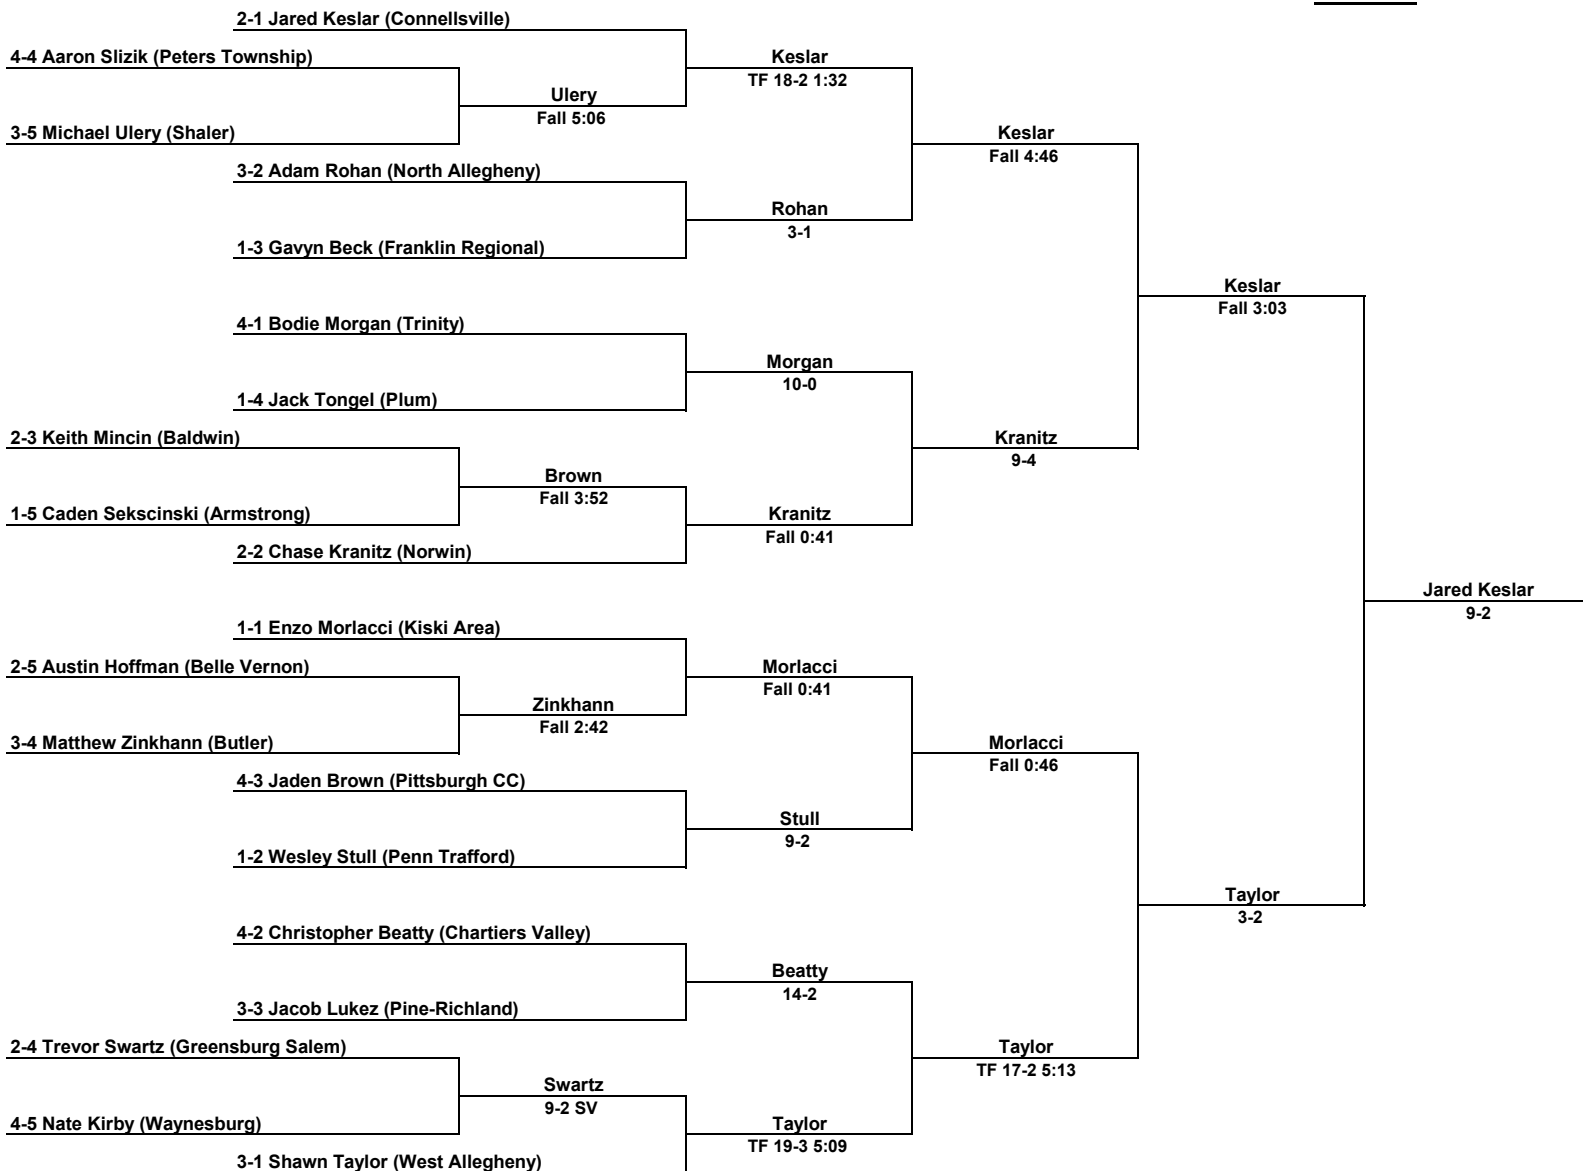 2-1 Jared Keslar (Connellsville)
4-4 Aaron Slizik (Peters Township)
Keslar
TF 18-2 1:32
Ulery
Fall 5:06
3-5 Michael Ulery (Shaler)
Keslar
Fall 4:46
3-2 Adam Rohan (North Allegheny)
Rohan
3-1
1-3 Gavyn Beck (Franklin Regional)
Keslar
Fall 3:03
4-1 Bodie Morgan (Trinity)
Morgan
10-0
1-4 Jack Tongel (Plum)
2-3 Keith Mincin (Baldwin)
Kranitz
9-4
Brown
Fall 3:52
1-5 Caden Sekscinski (Armstrong)
Kranitz
Fall 0:41
2-2 Chase Kranitz (Norwin)
Jared Keslar
9-2
1-1 Enzo Morlacci (Kiski Area)
2-5 Austin Hoffman (Belle Vernon)
Morlacci
Fall 0:41
Zinkhann
Fall 2:42
3-4 Matthew Zinkhann (Butler)
Morlacci
Fall 0:46
4-3 Jaden Brown (Pittsburgh CC)
Stull
9-2
1-2 Wesley Stull (Penn Trafford)
Taylor
3-2
4-2 Christopher Beatty (Chartiers Valley)
Beatty
14-2
3-3 Jacob Lukez (Pine-Richland)
2-4 Trevor Swartz (Greensburg Salem)
Taylor
TF 17-2 5:13
Swartz
9-2 SV
4-5 Nate Kirby (Waynesburg)
Taylor
TF 19-3 5:09
3-1 Shawn Taylor (West Allegheny)